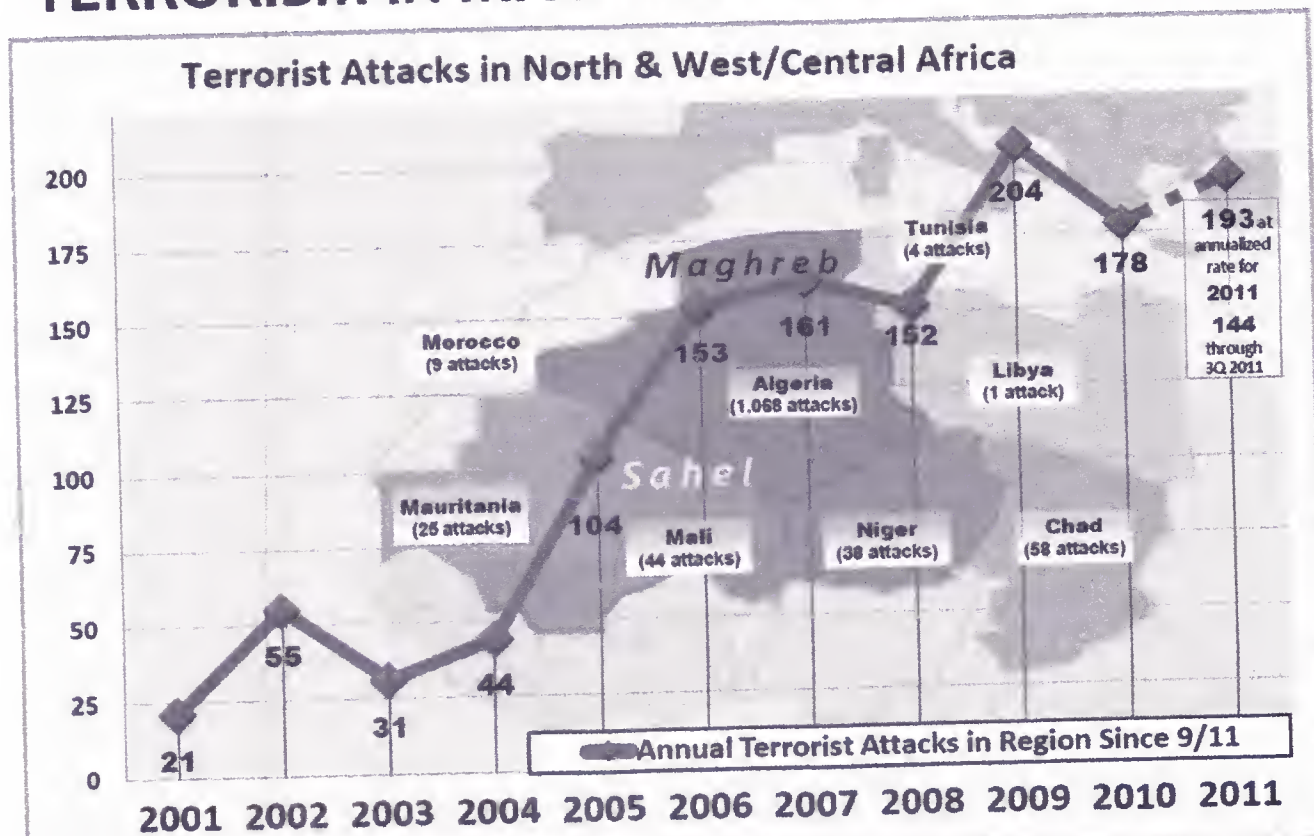 TERRORISM IN
Terrorist Attacks in North & West/Central Africa
200
175
150
125
100
75
50
25
0
Maghreb
Sahel
Morocco
(9 attacks)
Tunisia
(4 attacks)
Algeria
(1,068 attacks)
Libya
(1 attack)
Mauritania
(25 attacks)
Mali
(44 attacks)
Niger
(38 attacks)
Chad
(58 attacks)
21
55
31
44
104
153
161
152
204
178
193 at
annualized
rate for
2011
144
through
3Q 2011
Annual Terrorist Attacks in Region Since 9/11
2001 2002 2003 2004 2005 2006 2007 2008 2009 2010 2011